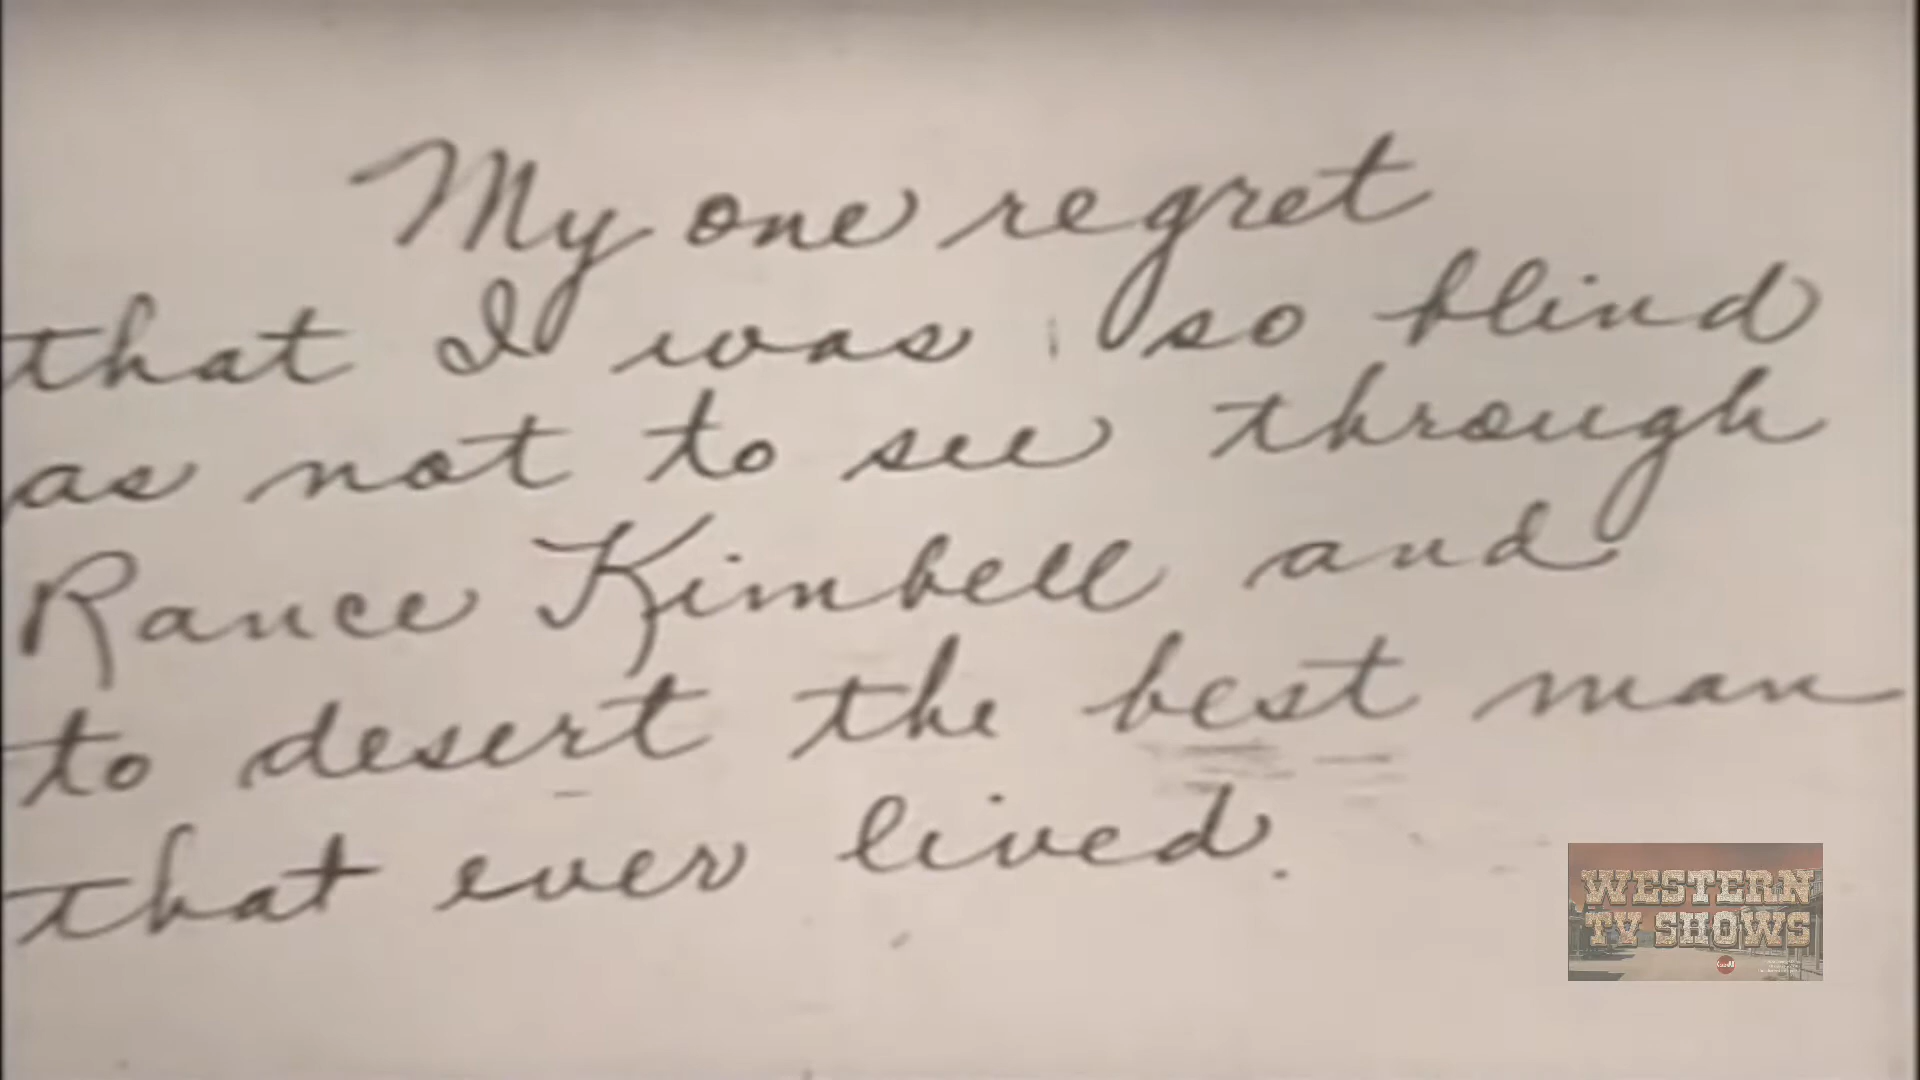 My one regret
that I was so blind
as not to see through
Rance Kimbell and
to desert the best man
that ever lived.
WESTERN
TV SHOWS